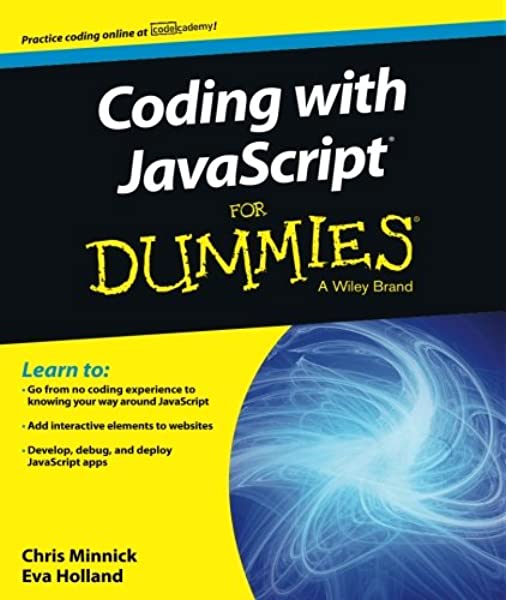 Practice coding online at codecademy!
Coding with
JavaScript®
FOR
DUMMIES®
A Wiley Brand
Learn to:
• Go from no coding experience to
knowing your way around JavaScript
• Add interactive elements to websites
• Develop, debug, and deploy
JavaScript apps
Chris Minnick
Eva Holland